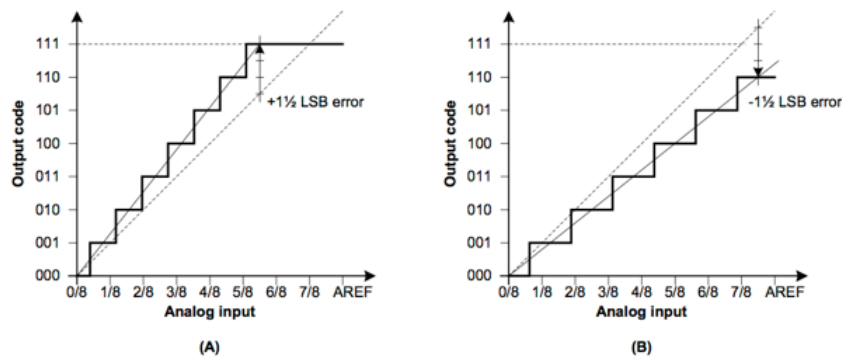 Output code
111
110
101
100
011
010
001
000
+1½ LSB error
0/8 1/8 2/8 3/8 4/8 5/8 6/8 7/8 AREF
Analog input
(A)
Output code
111
110
101
100
011
010
001
000
-1½ LSB error
0/8 1/8 2/8 3/8 4/8 5/8 6/8 7/8 AREF
Analog input
(B)